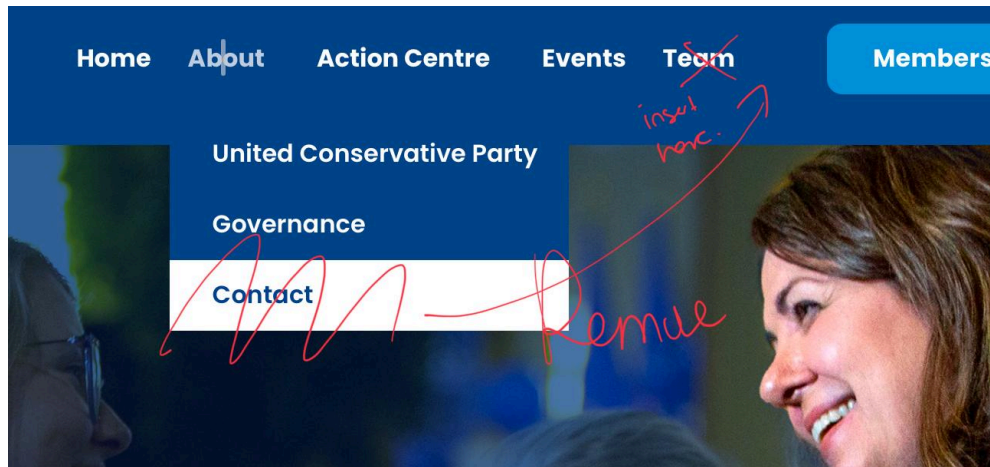 Home About Action Centre Events Team Members
insert
here.
United Conservative Party
Governance
Contact
Remove